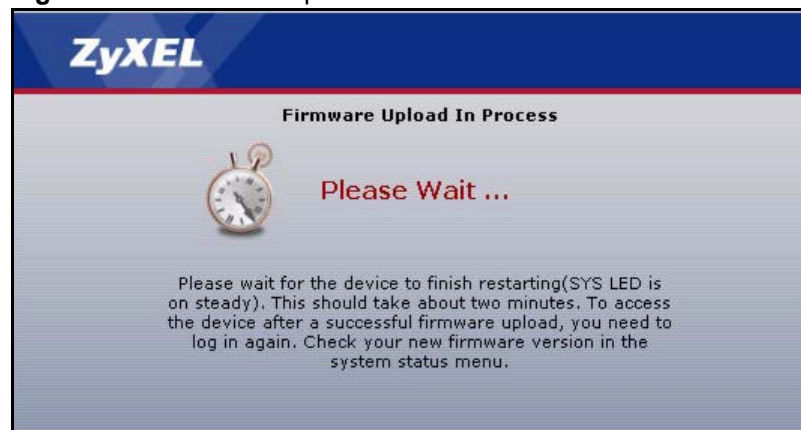 ZyXEL
Firmware Upload In Process
Please Wait ...
Please wait for the device to finish restarting(SYS LED is
on steady). This should take about two minutes. To access
the device after a successful firmware upload, you need to
log in again. Check your new firmware version in the
system status menu.